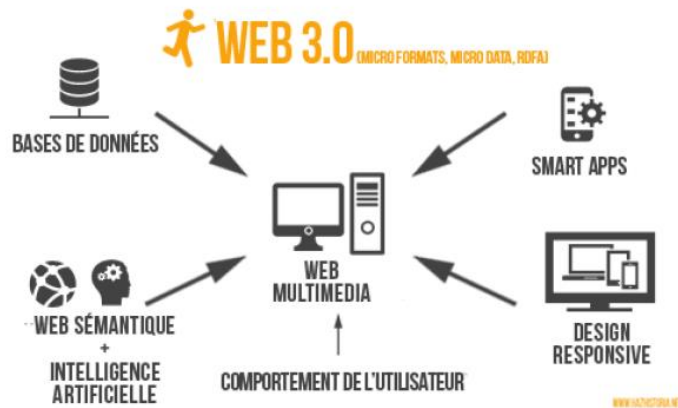 WEB 3.0 (MICRO FORMATS, MICRO DATA, RDFA)
BASES DE DONNÉES
SMART APPS
WEB
MULTIMEDIA
WEB SÉMANTIQUE
+
INTELLIGENCE
ARTIFICIELLE
COMPORTEMENT DE L'UTILISATEUR
DESIGN
RESPONSIVE